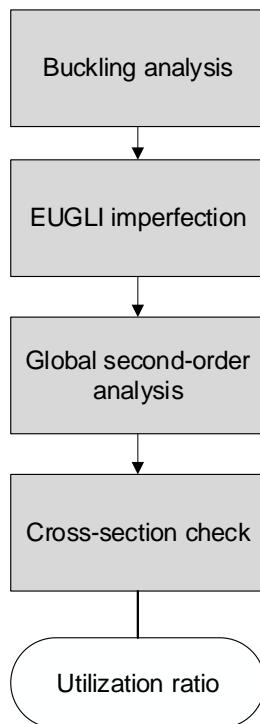 Buckling analysis
EUGLI imperfection
Global second-order
analysis
Cross-section check
Utilization ratio